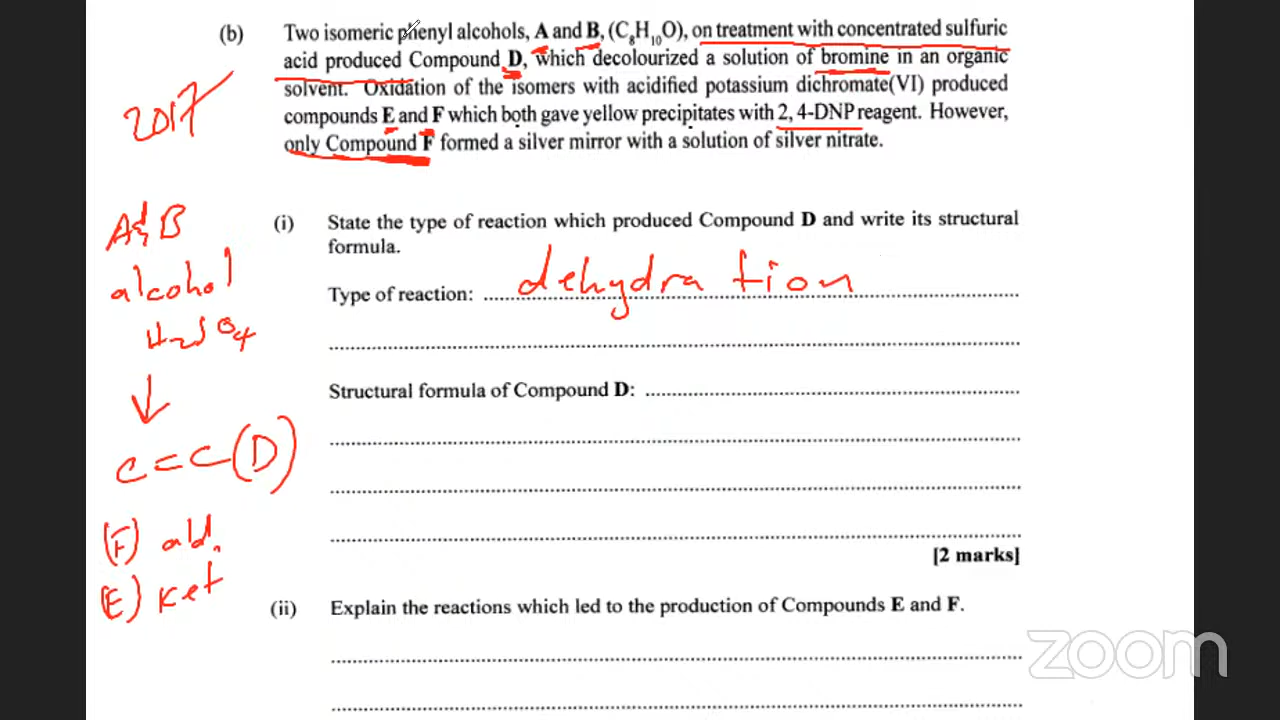 (b) Two isomeric phenyl alcohols, A and B, (C₈H₁₀O), on treatment with concentrated sulfuric
acid produced Compound D, which decolourized a solution of bromine in an organic
solvent. Oxidation of the isomers with acidified potassium dichromate(VI) produced
compounds E and F which both gave yellow precipitates with 2, 4-DNP reagent. However,
only Compound F formed a silver mirror with a solution of silver nitrate.
2017
A & B
alcohol
H₂SO₄
↓
C=C (D)
(F) ald.
(E) ket
(i) State the type of reaction which produced Compound D and write its structural
formula.
Type of reaction: dehydration
Structural formula of Compound D:
[2 marks]
(ii) Explain the reactions which led to the production of Compounds E and F.
zoom